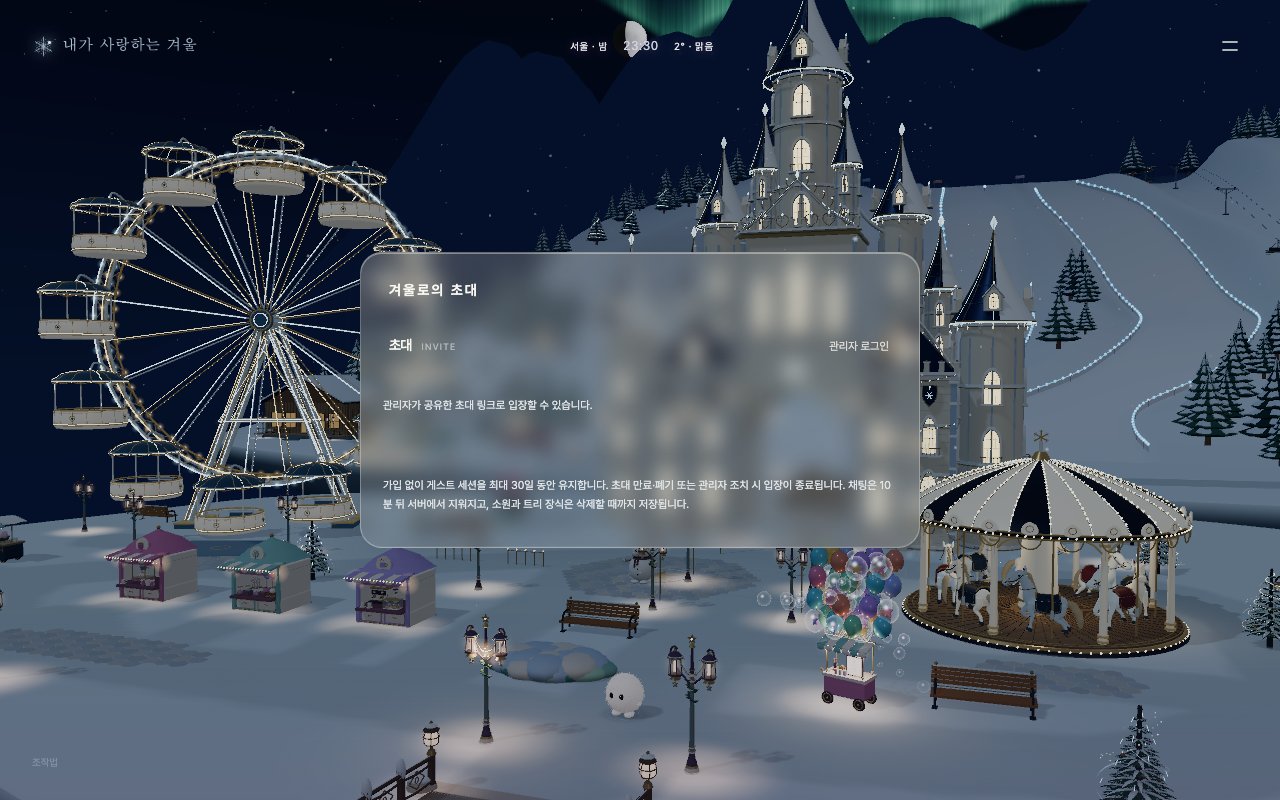 내가 사랑하는 겨울
서울 · 밤 23:30 2° · 맑음
겨울로의 초대
초대 INVITE 관리자 로그인
관리자가 공유한 초대 링크로 입장할 수 있습니다.
가입 없이 게스트 세션을 최대 30일 동안 유지합니다. 초대 만료·폐기 또는 관리자 조치 시 입장이 종료됩니다. 채팅은 10
분 뒤 서버에서 지워지고, 소원과 트리 장식은 삭제할 때까지 저장됩니다.
조작법